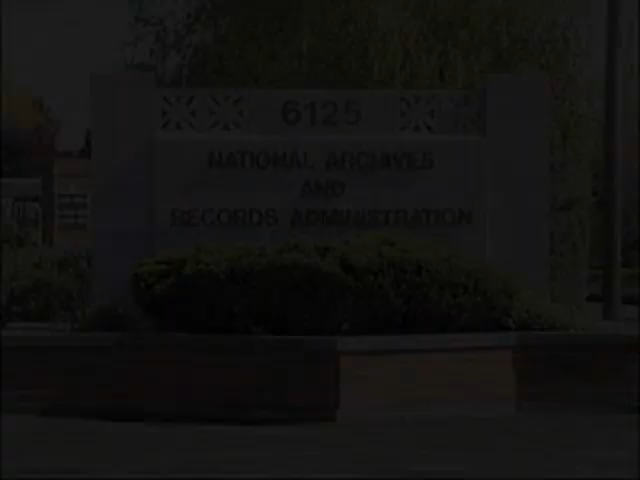 6125
NATIONAL ARCHIVES
AND
RECORDS ADMINISTRATION